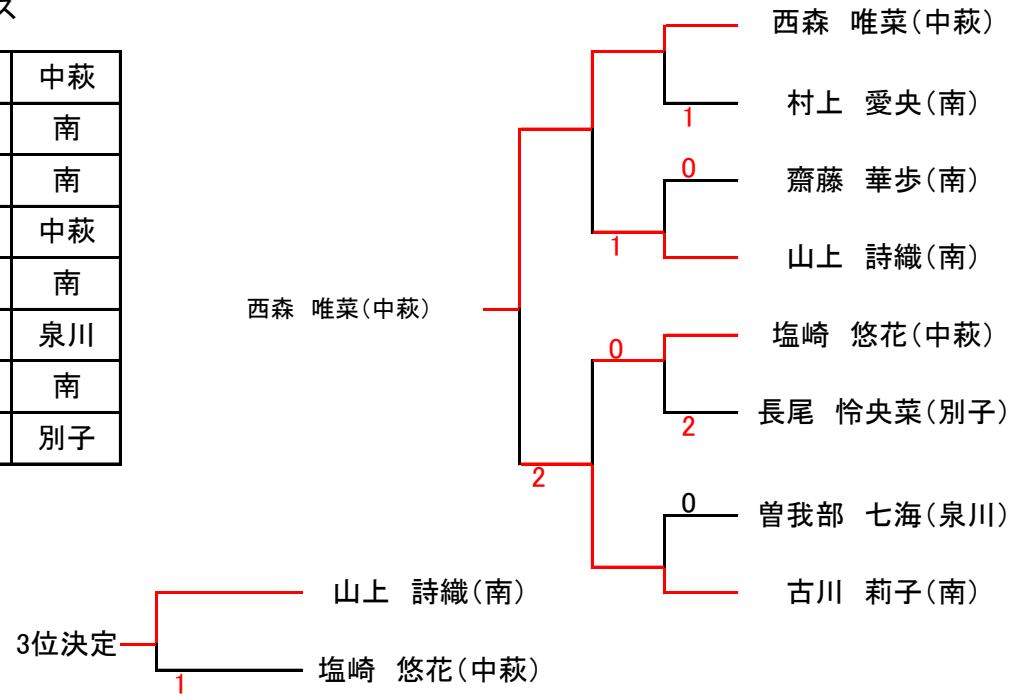 ス
中萩
南
南
中萩
南
泉川
南
別子
西森 唯菜(中萩)
村上 愛央(南)
1
0
齋藤 華歩(南)
1
山上 詩織(南)
西森 唯菜(中萩)
塩崎 悠花(中萩)
0
長尾 怜央菜(別子)
2
2
0
曽我部 七海(泉川)
古川 莉子(南)
山上 詩織(南)
3位決定
塩崎 悠花(中萩)
1